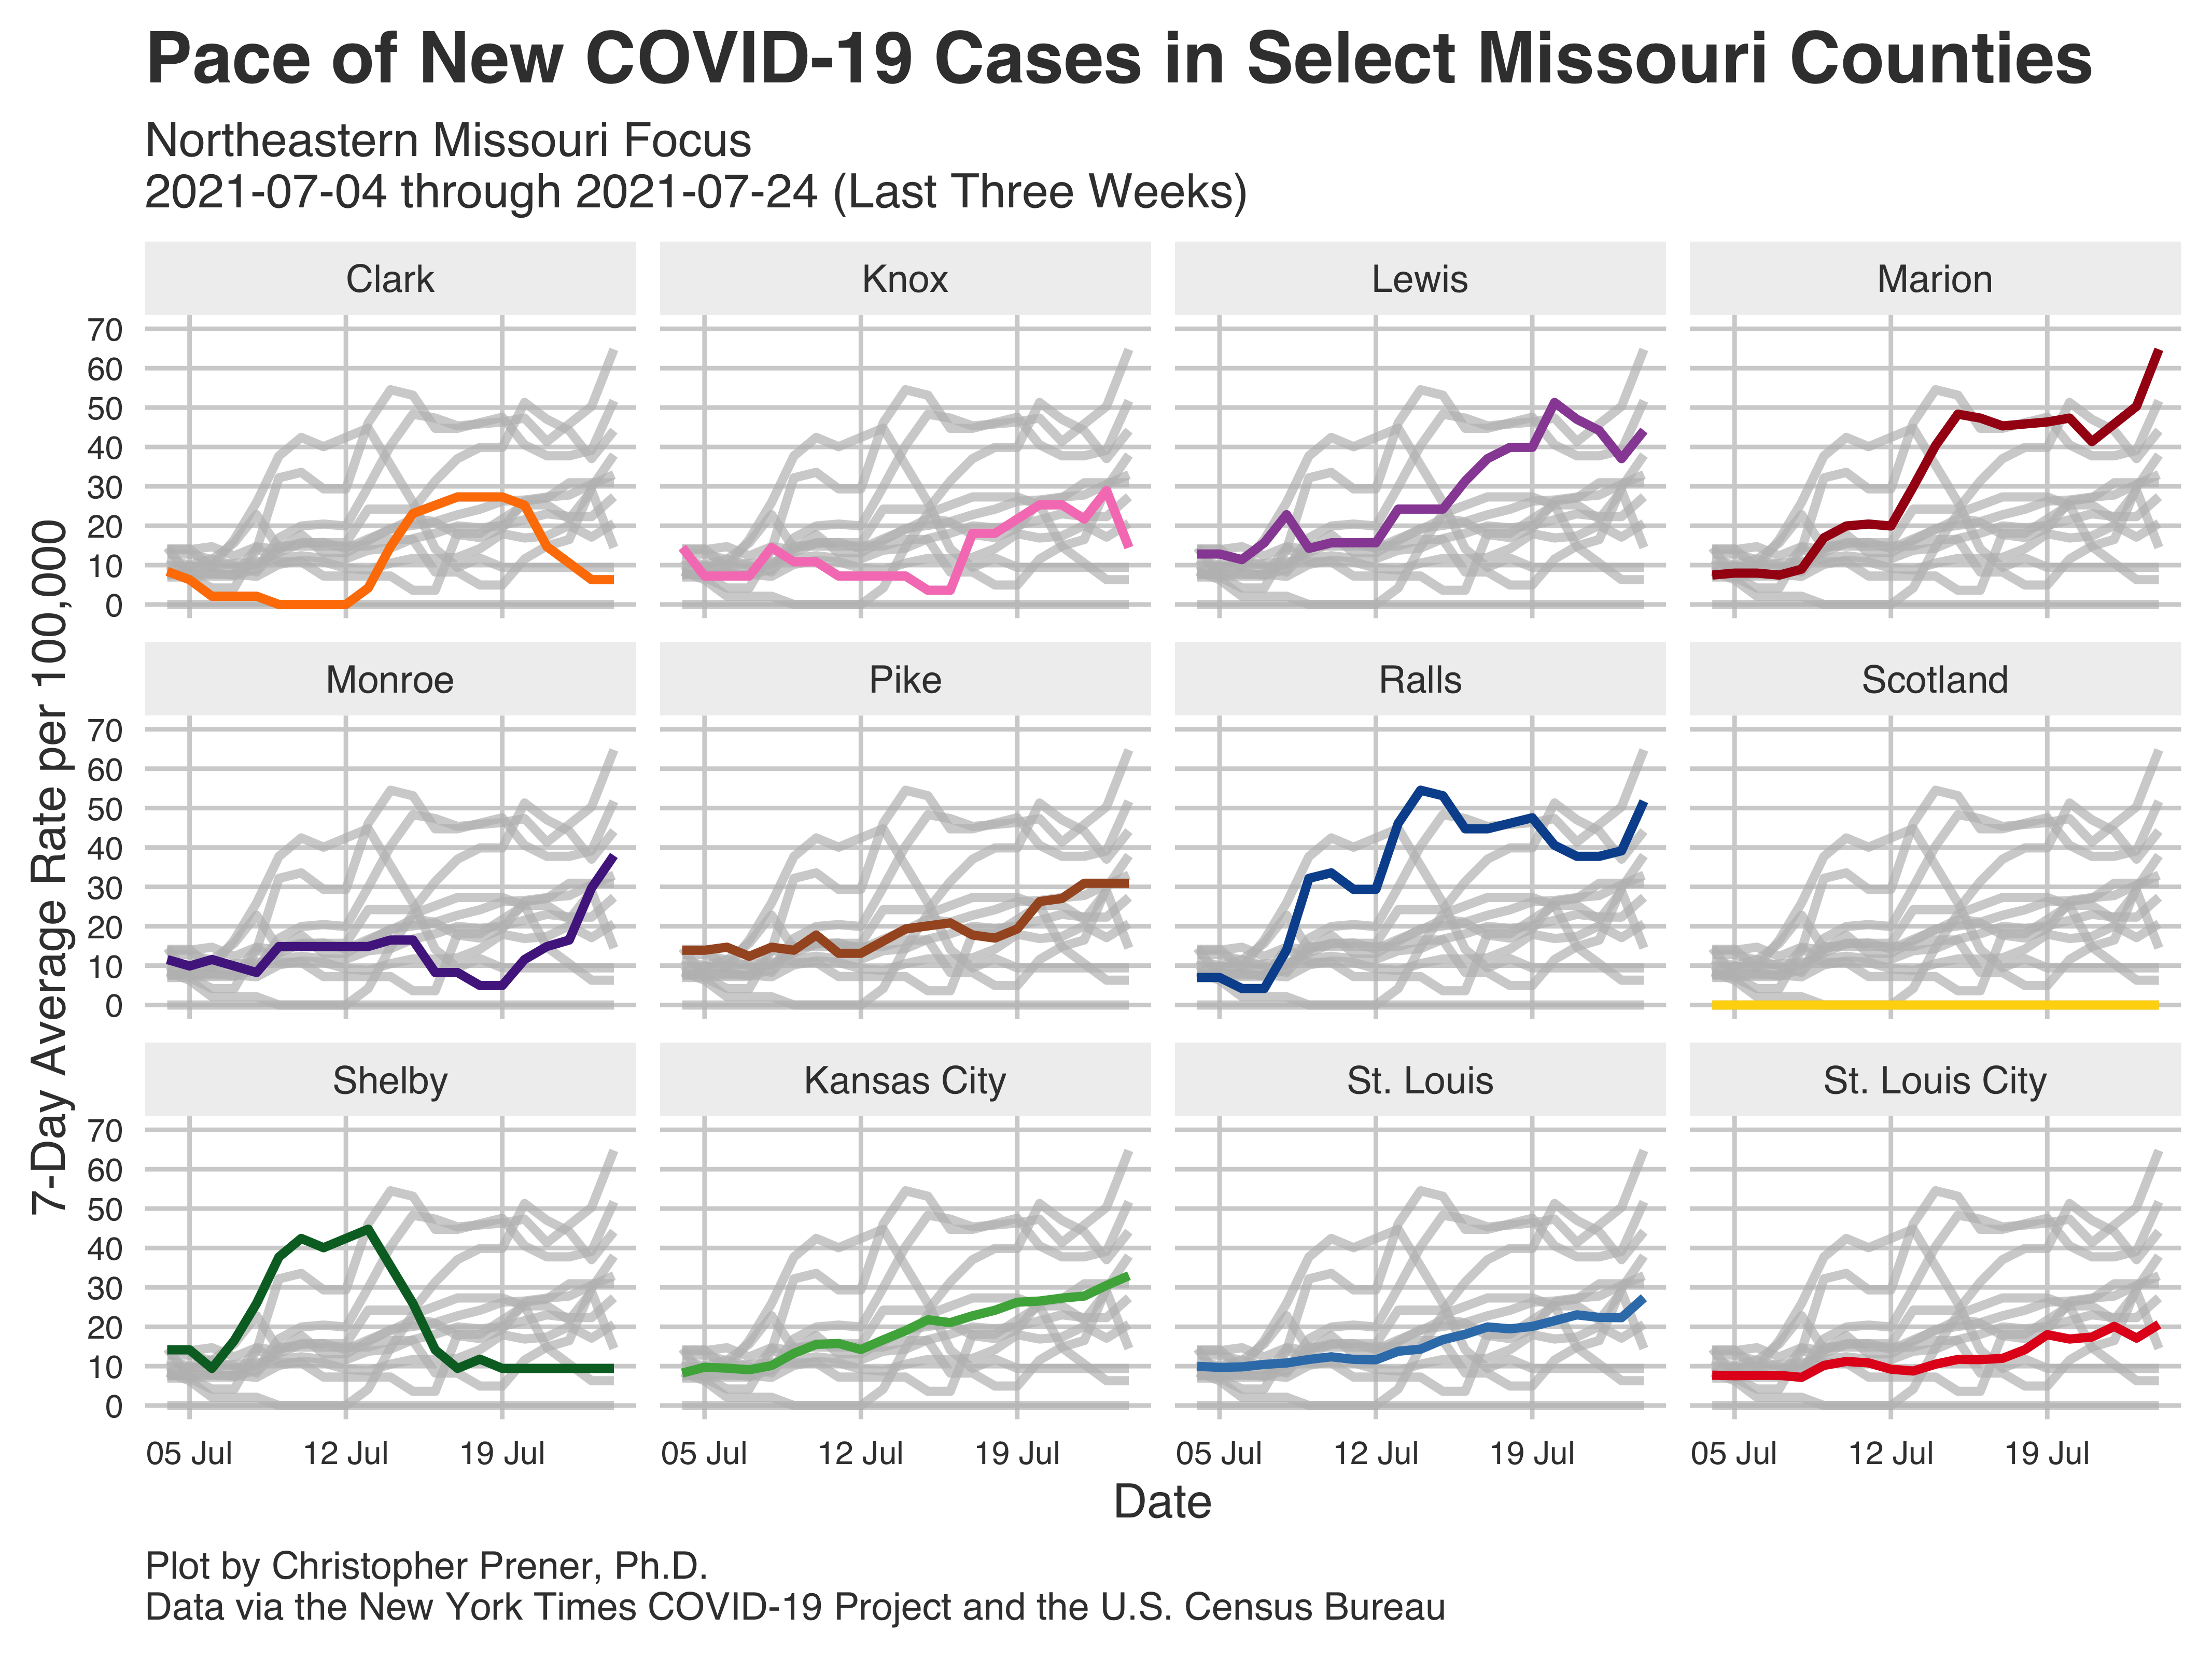 Pace of New COVID-19 Cases in Select Missouri Counties
Northeastern Missouri Focus
2021-07-04 through 2021-07-24 (Last Three Weeks)
7-Day Average Rate per 100,000
Clark
Knox
Lewis
Marion
70
60
50
40
30
20
10
0
Monroe
Pike
Ralls
Scotland
70
60
50
40
30
20
10
0
Shelby
Kansas City
St. Louis
St. Louis City
70
60
50
40
30
20
10
0
05 Jul 12 Jul 19 Jul
05 Jul 12 Jul 19 Jul
05 Jul 12 Jul 19 Jul
05 Jul 12 Jul 19 Jul
Date
Plot by Christopher Prener, Ph.D.
Data via the New York Times COVID-19 Project and the U.S. Census Bureau